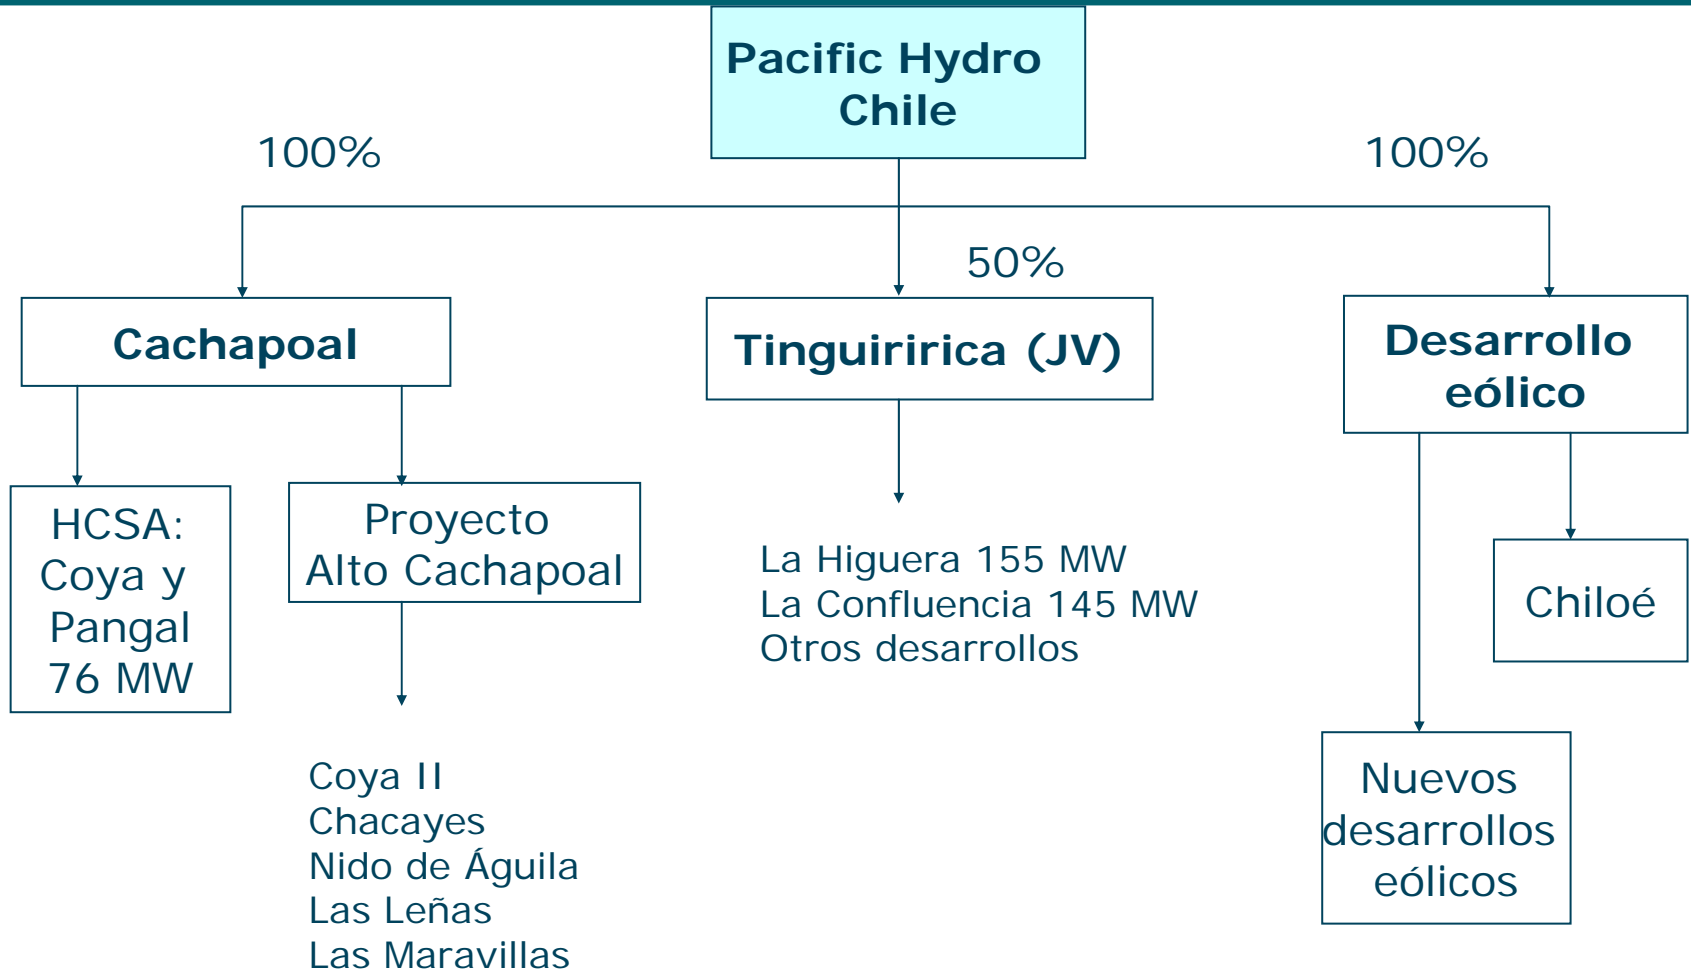 Pacific Hydro
Chile
100%
100%
50%
Cachapoal
Tinguiririca (JV)
Desarrollo
eólico
HCSA:
Coya y
Pangal
76 MW
Proyecto
Alto Cachapoal
La Higuera 155 MW
La Confluencia 145 MW
Otros desarrollos
Chiloé
Coya II
Chacayes
Nido de Águila
Las Leñas
Las Maravillas
Nuevos
desarrollos
eólicos